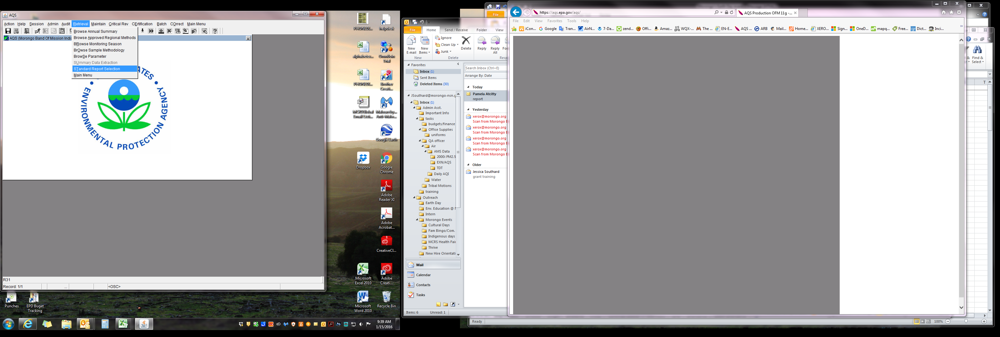 AQS
Action Help Session Admin Audit Retrieval Maintain Critical Rev CErtification Batch COrrect Main Menu
Browse Annual Summary
Browse Approved Regional Methods
BRowse Monitoring Season
BrOwse Sample Methodology
BrowSe Parameter
SUmmary Data Extraction
STandard Report Selection
Main Menu
AQS (Morongo Band Of Mission Indi
ATES • ENVIRONMENTAL PROTECTION AGENCY •
R31
Record: 1/1
...
<OSC>
PHONEDI...
helpdesk
alphabetex...
OmniJoin Trial
PHONEDI...
Brother Creati...
MCRSGlobal Email Listi...
Malwareby... Anti-Malw...
Google Earth
Dropbox
Google Chrome
Adobe Reader XI
Adobe Acrobat...
CreativeCl...
Microsoft Excel 2010
Adobe Creati...
Microsoft Word 2010
Recycle Bin
Punches
EPD Buget Tracking
9:39 AM
1/15/2016
File Home Send / Receive Folder View
New E-mail
New Items
Ignore
Clean Up
Junk
Delete
Reply
Reply All
New
Delete
Resp
Favorites
Inbox (1)
Sent Items
Deleted Items (30)
JSouthard@morongo-nsn.g
Inbox (1)
Admin Asst.
Important Info
tasks
budgets/finance
Office Supplies
uniforms
QA officer
Air
AMS Data
2000i PM2.5
EXN/AQS
TDT
Daily AQI
Water
Tribal Motions
training
Outreach
Earth Day
Env. Education @
Intern
Morongo Events
Cultural Days
Fam Bingo/Com.
Indigenous days
MCRS Health Fair
Thrive
New Hire Orientati
Mail
Calendar
Contacts
Tasks
Items: 6
Unread: 1
Search Inbox (Ctrl+E)
Arrange By: Date
Today
Pamela Atcitty
report
Yesterday
xerox@morongo.org
Scan from Morongo
xerox@morongo.org
Scan from Morongo
xerox@morongo.org
Scan from Morongo
xerox@morongo.org
Scan from Morongo
Older
Jessica Southard
grant training
File
https://aqs.epa.gov/aqs/
AQS Production OFM 11g -...
File Edit View Favorites Tools Help
iCon... Google Tran... AirN... 7-Da... zend... Offi... Amaz... US EPA WQX-... The ... EN-E... AQS ... ARB Mail... Home... XERO... Sign... OneD... mapq... Free... Dict... Inci...
Find & Select
T
Ready
100%